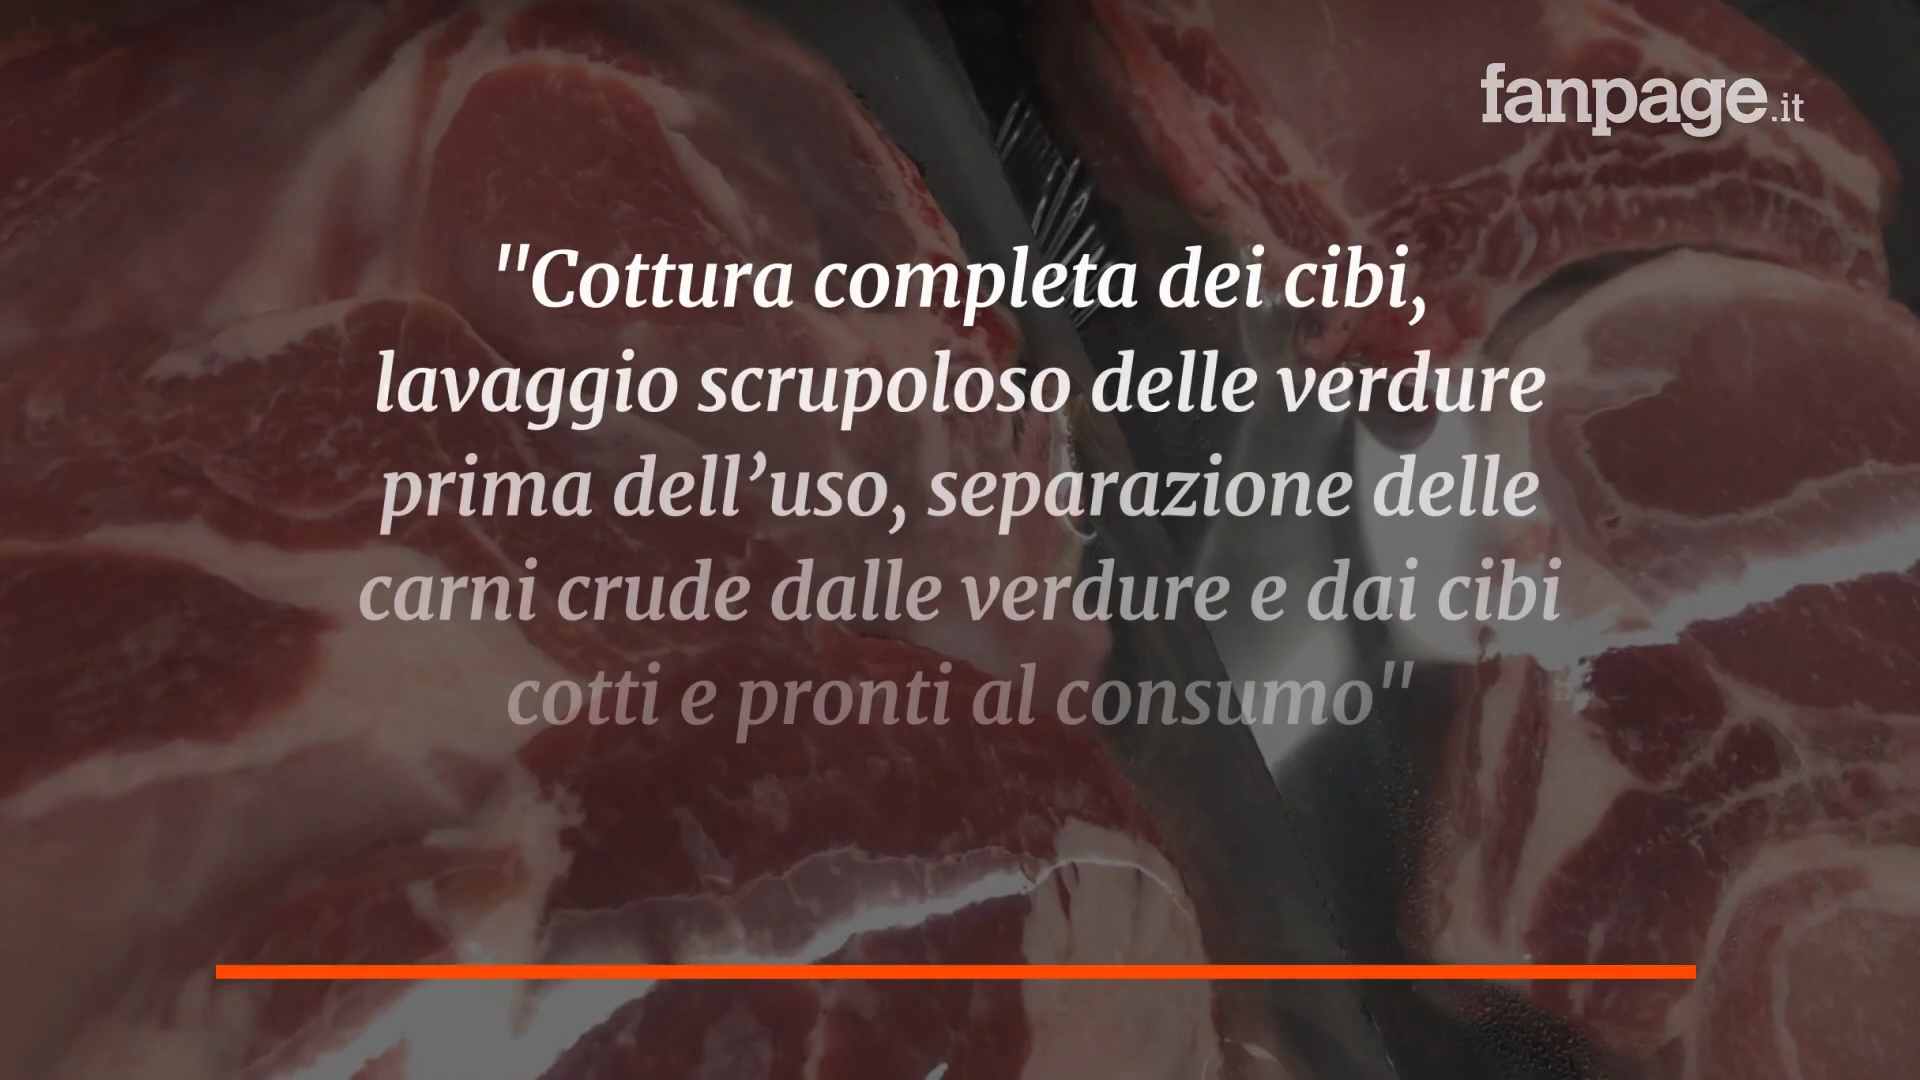 fanpage.it
"Cottura completa dei cibi,
lavaggio scrupoloso delle verdure
prima dell’uso, separazione delle
carni crude dalle verdure e dai cibi
cotti e pronti al consumo"